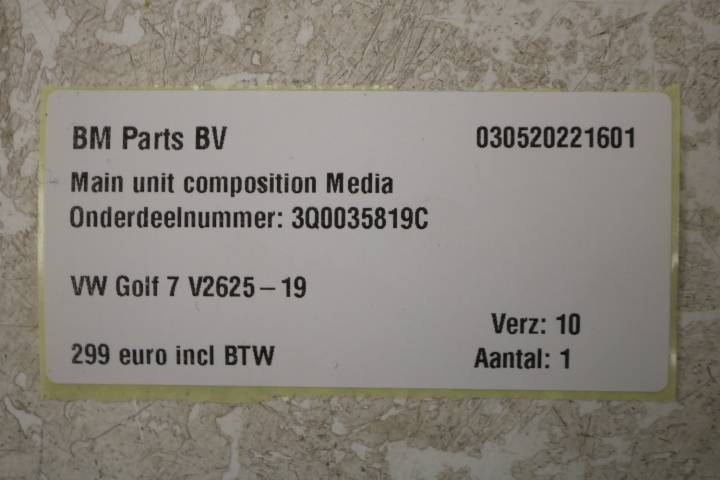 BM Parts BV 030520221601
Main unit composition Media
Onderdeelnummer: 3Q0035819C
VW Golf 7 V2625-19
Verz: 10
299 euro incl BTW Aantal: 1